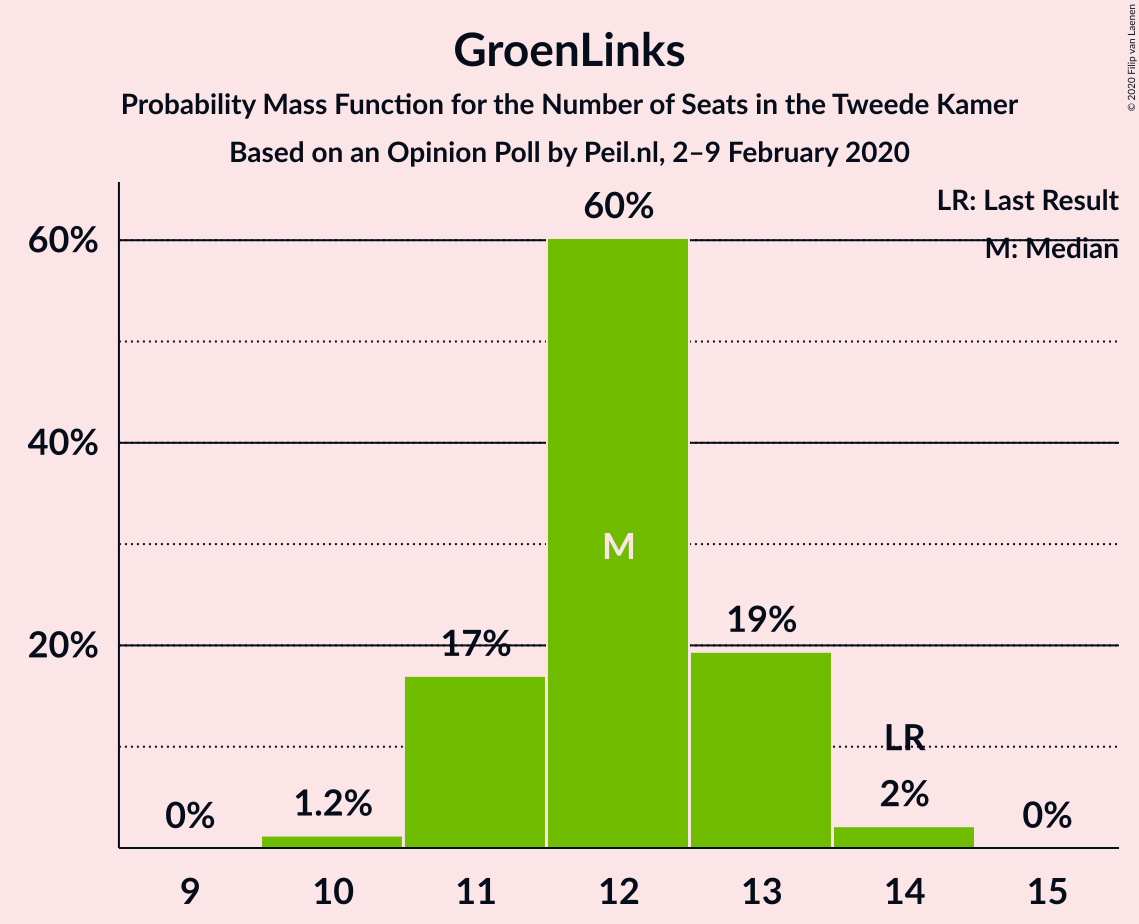 GroenLinks
Probability Mass Function for the Number of Seats in the Tweede Kamer
Based on an Opinion Poll by Peil.nl, 2–9 February 2020
© 2020 Filip van Laenen
LR: Last Result
M: Median
60%
40%
20%
0%
1.2%
17%
60%
M
19%
LR
2%
0%
9 10 11 12 13 14 15